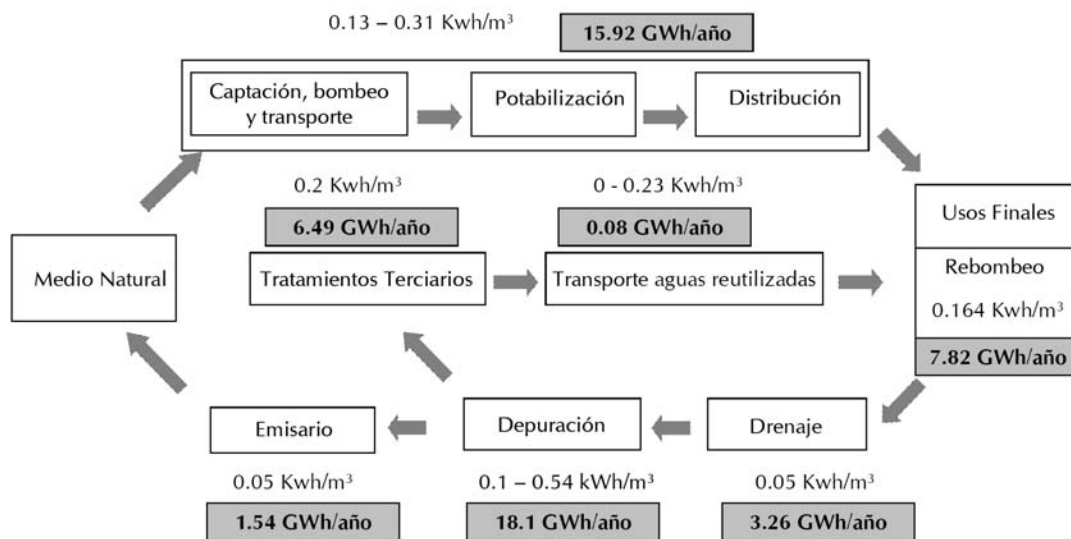 0.13 – 0.31 Kwh/m³
15.92 GWh/año
Captación, bombeo
y transporte
Potabilización
Distribución
0.2 Kwh/m³
0 - 0.23 Kwh/m³
6.49 GWh/año
0.08 GWh/año
Usos Finales
Medio Natural
Tratamientos Terciarios
Transporte aguas reutilizadas
Rebombeo
0.164 Kwh/m³
7.82 GWh/año
Emisario
Depuración
Drenaje
0.05 Kwh/m³
0.1 – 0.54 kWh/m³
0.05 Kwh/m³
1.54 GWh/año
18.1 GWh/año
3.26 GWh/año